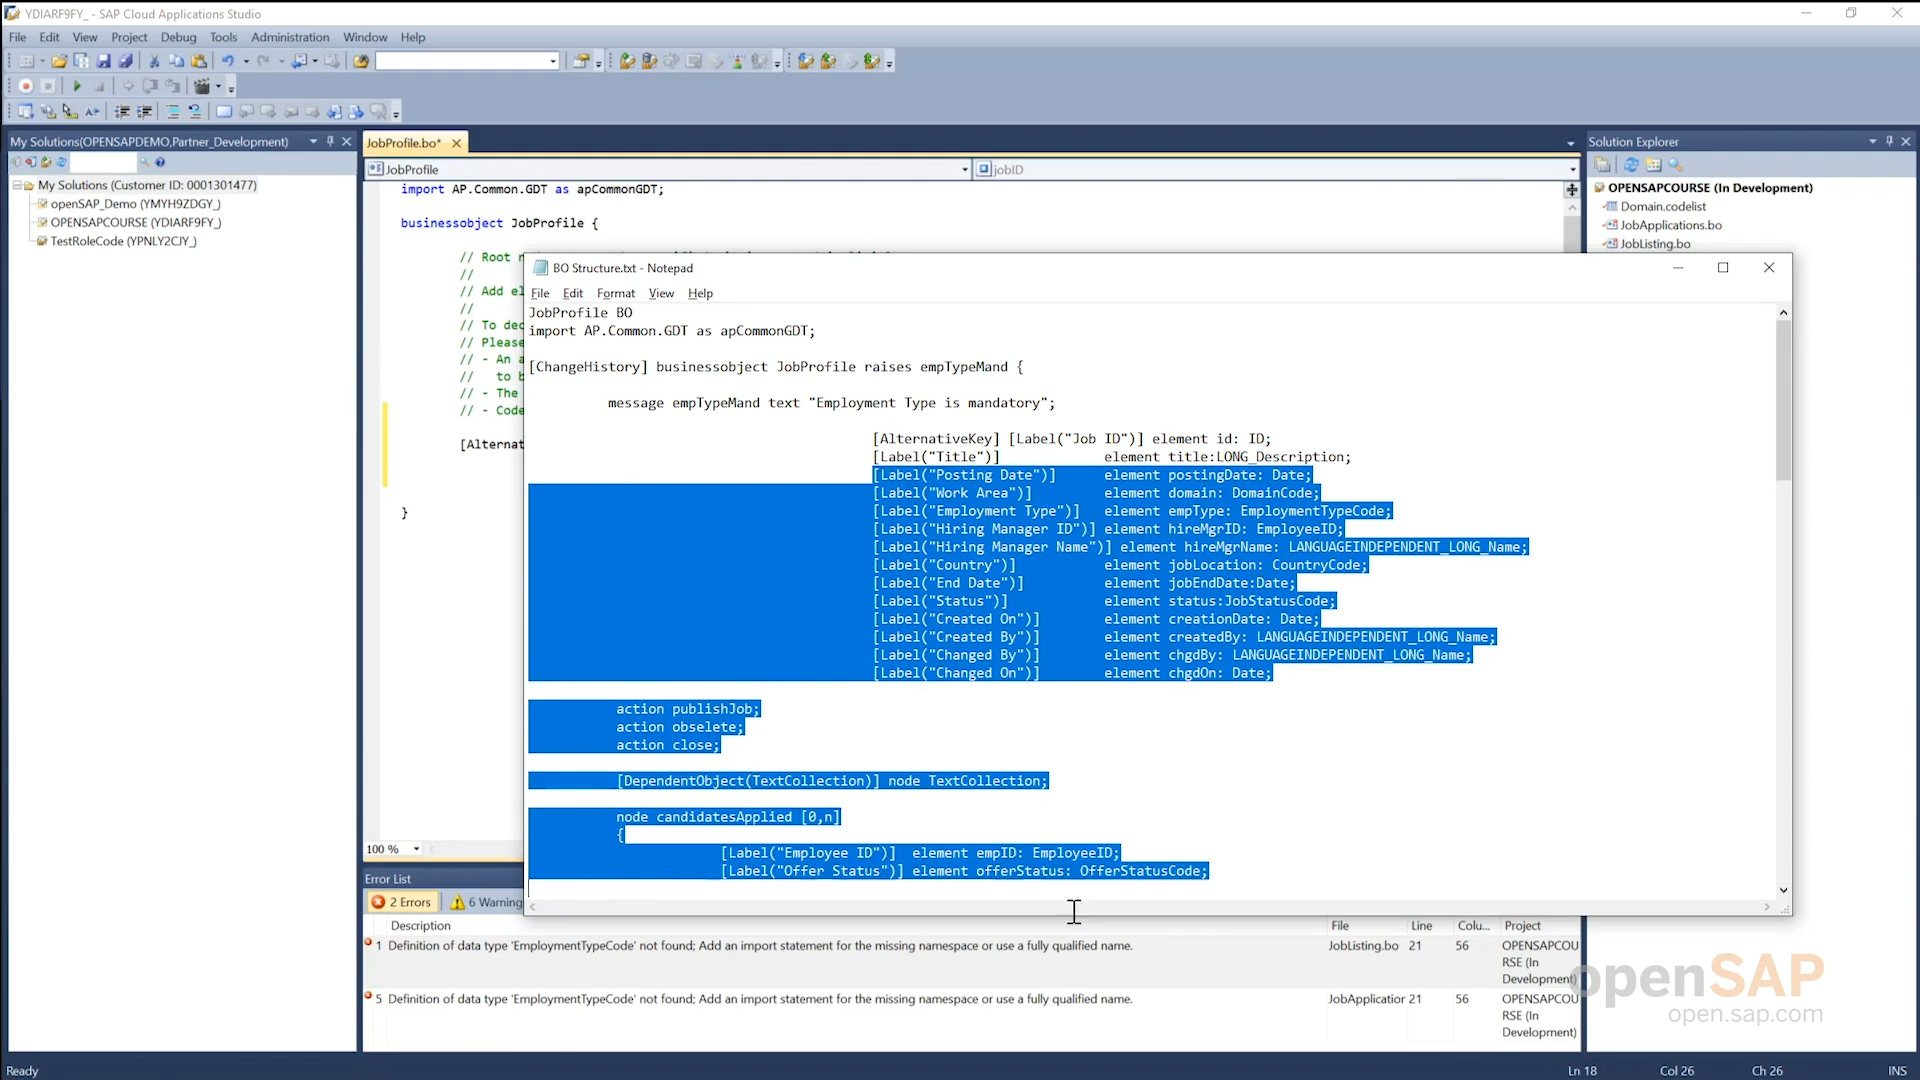 YDIARF9FY_ - SAP Cloud Applications Studio
File Edit View Project Debug Tools Administration Window Help
My Solutions(OPENSAPDEMO,Partner_Development)
My Solutions (Customer ID: 0001301477)
openSAP_Demo (YMYH9ZDGY_)
OPENSAPCOURSE (YDIARF9FY_)
TestRoleCode (YPNLY2CJY_)
JobProfile.bo*
JobProfile
jobID
import AP.Common.GDT as apCommonGDT;
businessobject JobProfile {
// Root n
//
// Add el
//
// To dec
// Please
// - An a
//   to b
// - The
// - Code
[Alternat
}
100 %
Solution Explorer
OPENSAPCOURSE (In Development)
Domain.codelist
JobApplications.bo
JobListing.bo
BO Structure.txt - Notepad
File Edit Format View Help
JobProfile BO
import AP.Common.GDT as apCommonGDT;
[ChangeHistory] businessobject JobProfile raises empTypeMand {
message empTypeMand text "Employment Type is mandatory";
[AlternativeKey] [Label("Job ID")] element id: ID;
[Label("Title")] element title:LONG_Description;
[Label("Posting Date")] element postingDate: Date;
[Label("Work Area")] element domain: DomainCode;
[Label("Employment Type")] element empType: EmploymentTypeCode;
[Label("Hiring Manager ID")] element hireMgrID: EmployeeID;
[Label("Hiring Manager Name")] element hireMgrName: LANGUAGEINDEPENDENT_LONG_Name;
[Label("Country")] element jobLocation: CountryCode;
[Label("End Date")] element jobEndDate:Date;
[Label("Status")] element status:JobStatusCode;
[Label("Created On")] element creationDate: Date;
[Label("Created By")] element createdBy: LANGUAGEINDEPENDENT_LONG_Name;
[Label("Changed By")] element chgdBy: LANGUAGEINDEPENDENT_LONG_Name;
[Label("Changed On")] element chgdOn: Date;
action publishJob;
action obselete;
action close;
[DependentObject(TextCollection)] node TextCollection;
node candidatesApplied [0,n]
{
[Label("Employee ID")] element empID: EmployeeID;
[Label("Offer Status")] element offerStatus: OfferStatusCode;
Error List
2 Errors 6 Warning
Description File Line Colu... Project
1 Definition of data type 'EmploymentTypeCode' not found; Add an import statement for the missing namespace or use a fully qualified name. JobListing.bo 21 56 OPENSAPCOU
RSE (In
Development)
5 Definition of data type 'EmploymentTypeCode' not found; Add an import statement for the missing namespace or use a fully qualified name. JobApplication 21 56 OPENSAPCOU
RSE (In
Development)
openSAP
open.sap.com
Ready Ln 18 Col 26 Ch 26 INS